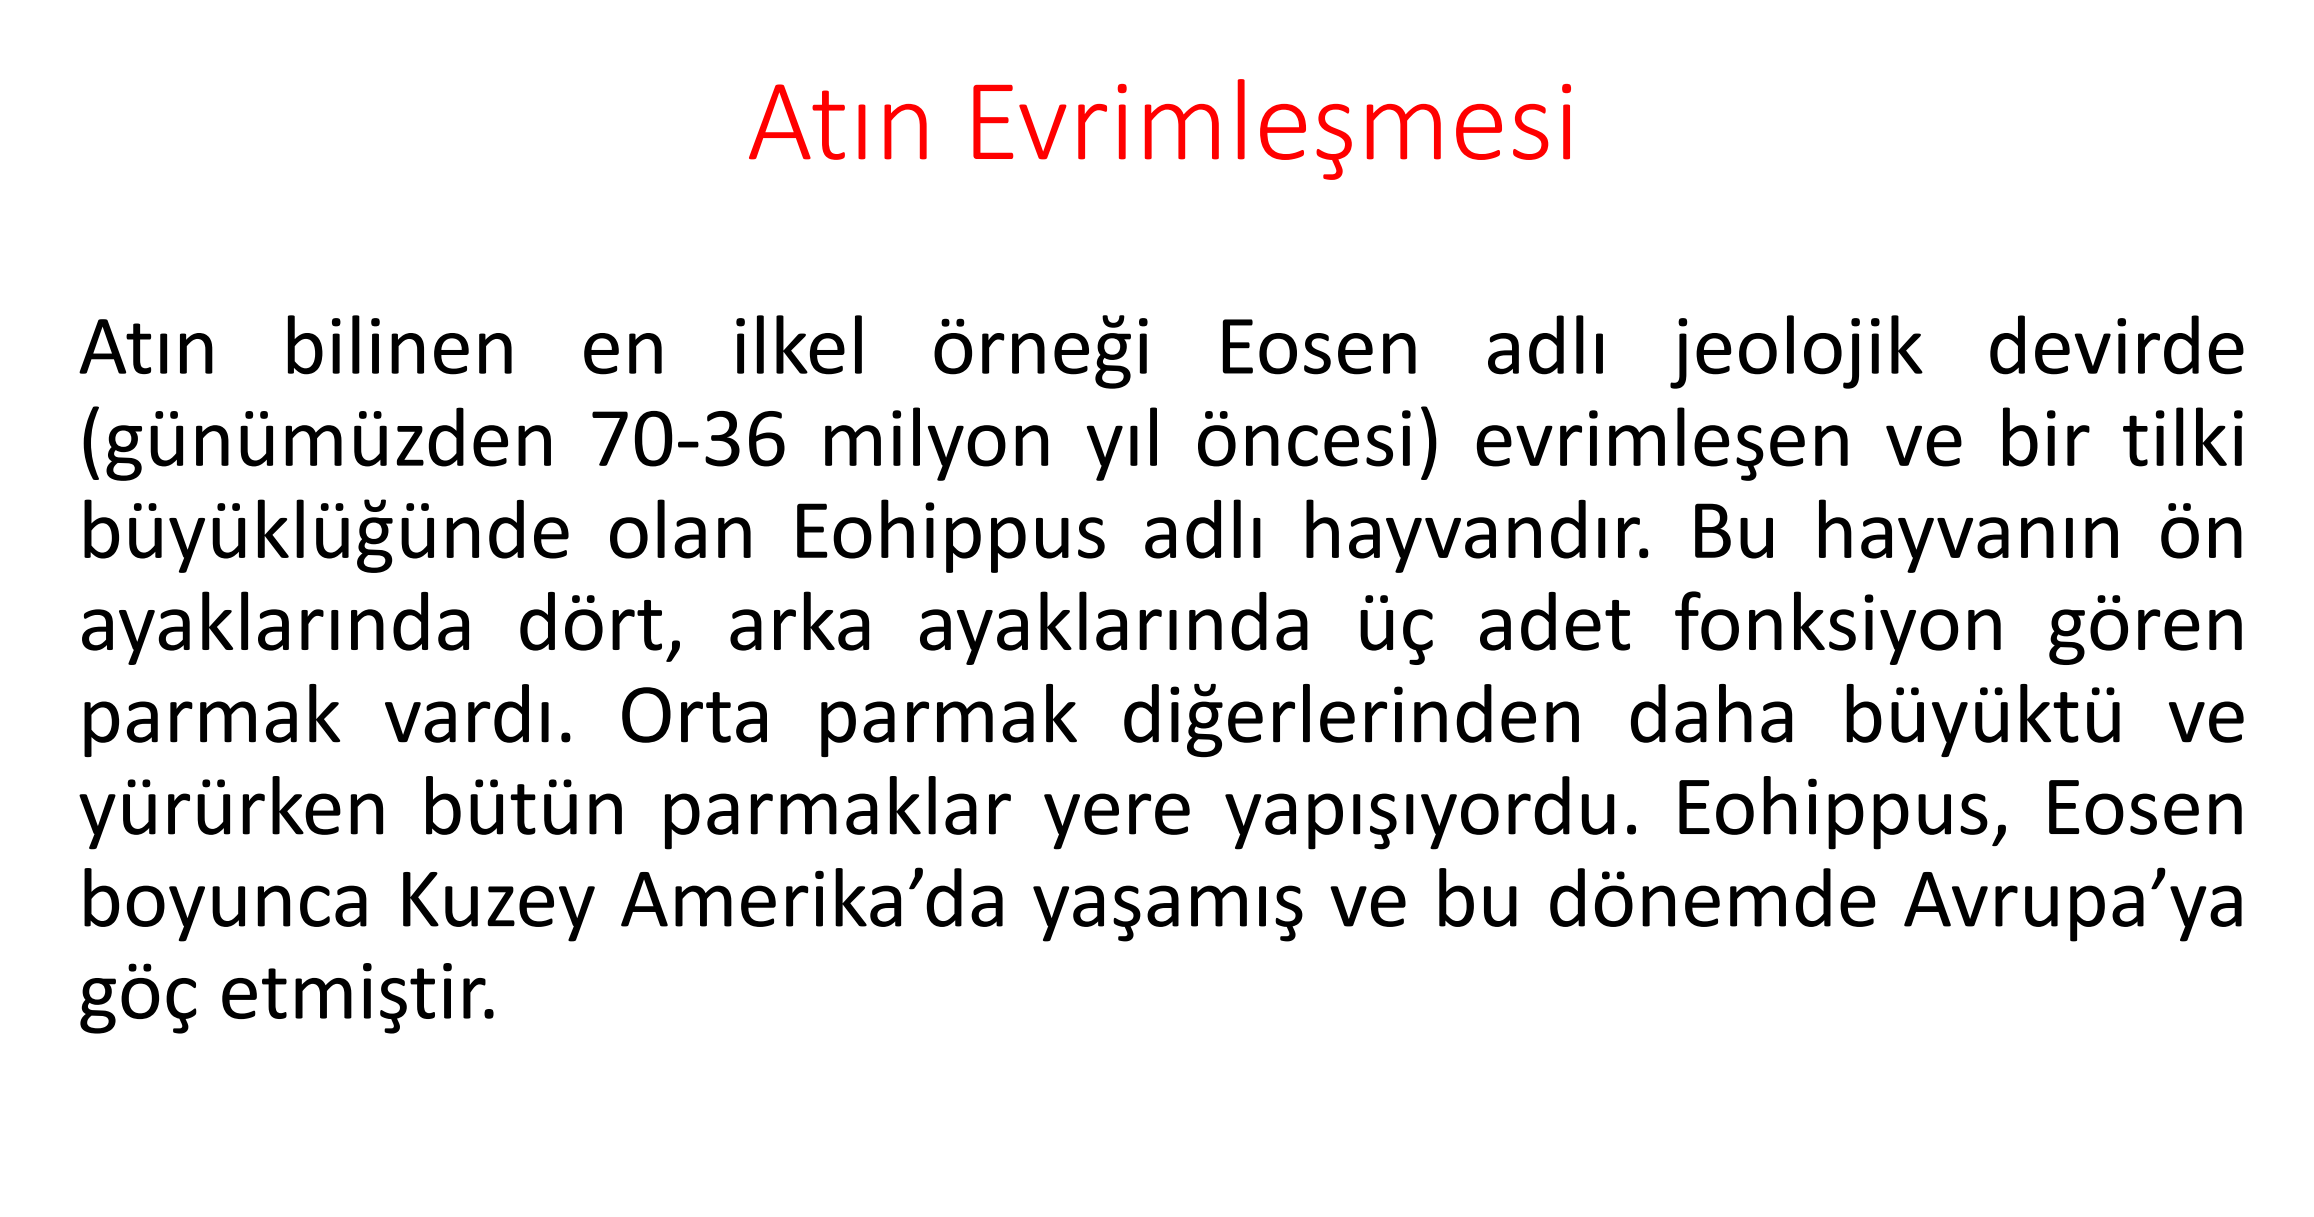 Atın Evrimleşmesi
Atın bilinen en ilkel örneği Eosen adlı jeolojik devirde
(günümüzden 70-36 milyon yıl öncesi) evrimleşen ve bir tilki
büyüklüğünde olan Eohippus adlı hayvandır. Bu hayvanın ön
ayaklarında dört, arka ayaklarında üç adet fonksiyon gören
parmak vardı. Orta parmak diğerlerinden daha büyüktü ve
yürürken bütün parmaklar yere yapışıyordu. Eohippus, Eosen
boyunca Kuzey Amerika’da yaşamış ve bu dönemde Avrupa’ya
göç etmiştir.